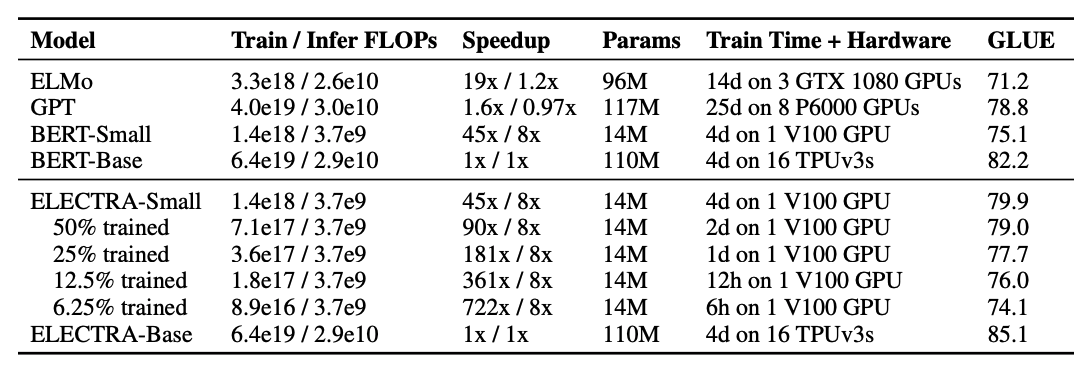 Model Train / Infer FLOPs Speedup Params Train Time + Hardware GLUE
ELMo 3.3e18 / 2.6e10 19x / 1.2x 96M 14d on 3 GTX 1080 GPUs 71.2
GPT 4.0e19 / 3.0e10 1.6x / 0.97x 117M 25d on 8 P6000 GPUs 78.8
BERT-Small 1.4e18 / 3.7e9 45x / 8x 14M 4d on 1 V100 GPU 75.1
BERT-Base 6.4e19 / 2.9e10 1x / 1x 110M 4d on 16 TPUv3s 82.2
ELECTRA-Small 1.4e18 / 3.7e9 45x / 8x 14M 4d on 1 V100 GPU 79.9
50% trained 7.1e17 / 3.7e9 90x / 8x 14M 2d on 1 V100 GPU 79.0
25% trained 3.6e17 / 3.7e9 181x / 8x 14M 1d on 1 V100 GPU 77.7
12.5% trained 1.8e17 / 3.7e9 361x / 8x 14M 12h on 1 V100 GPU 76.0
6.25% trained 8.9e16 / 3.7e9 722x / 8x 14M 6h on 1 V100 GPU 74.1
ELECTRA-Base 6.4e19 / 2.9e10 1x / 1x 110M 4d on 16 TPUv3s 85.1